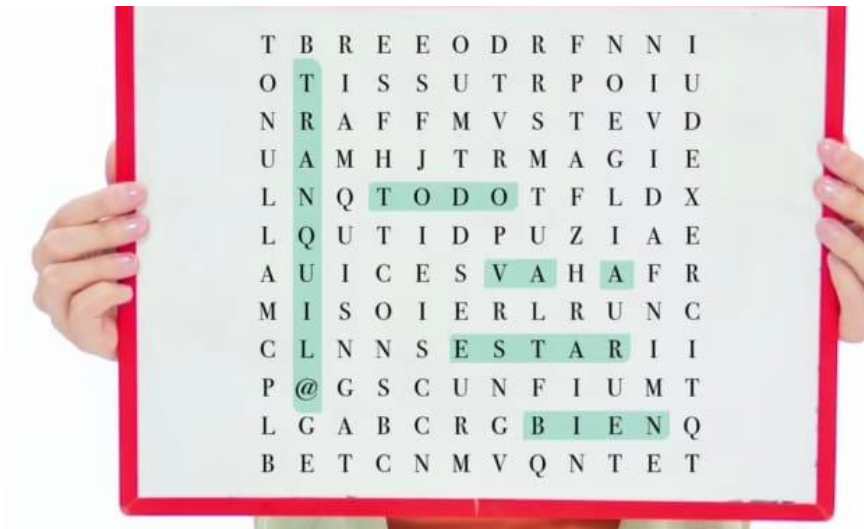 T B R E E O D R F N N I
O T I S S U T R P O I U
N R A F F M V S T E V D
U A M H J T R M A G I E
L N Q T O D O T F L D X
L Q U T I D P U Z I A E
A U I C E S V A H A F R
M I S O I E R L R U N C
C L N N S E S T A R I I
P @ G S C U N F I U M T
L G A B C R G B I E N Q
B E T C N M V Q N T E T